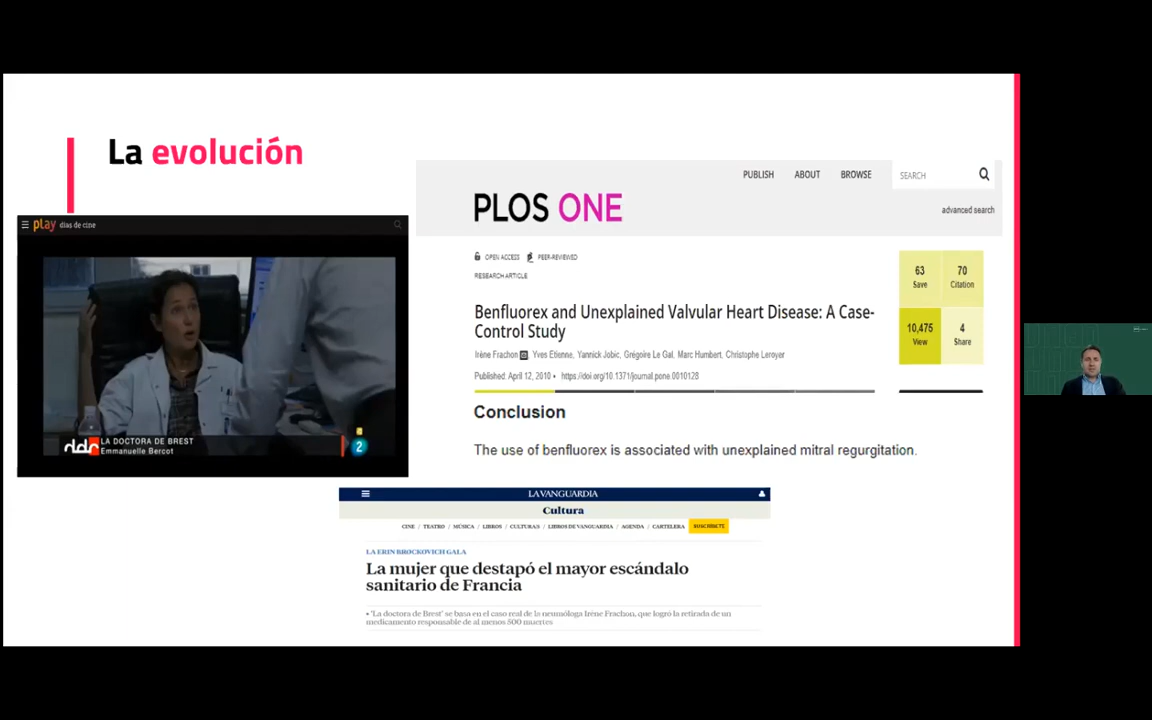 La evolución
play días de cine
LA DOCTORA DE BREST
Emmanuelle Bercot
2
PUBLISH ABOUT BROWSE SEARCH
PLOS ONE
advanced search
OPEN ACCESS PEER-REVIEWED
RESEARCH ARTICLE
63 Save
70 Citation
10,475 View
4 Share
Benfluorex and Unexplained Valvular Heart Disease: A Case-
Control Study
Irène Frachon, Yves Etienne, Yannick Jobic, Grégoire Le Gal, Marc Humbert, Christophe Leroyer
Published: April 12, 2010 • https://doi.org/10.1371/journal.pone.0010128
Conclusion
The use of benfluorex is associated with unexplained mitral regurgitation.
LA VANGUARDIA
Cultura
CINE / TEATRO / MÚSICA / LIBROS / CULTURAS / LIBROS DE VANGUARDIA / AGENDA / CARTELERA SUSCRÍBETE
LA ERIN BROCKOVICH GALA
La mujer que destapó el mayor escándalo
sanitario de Francia
• 'La doctora de Brest' se basa en el caso real de la neumóloga Irène Frachon, que logró la retirada de un
medicamento responsable de al menos 500 muertes